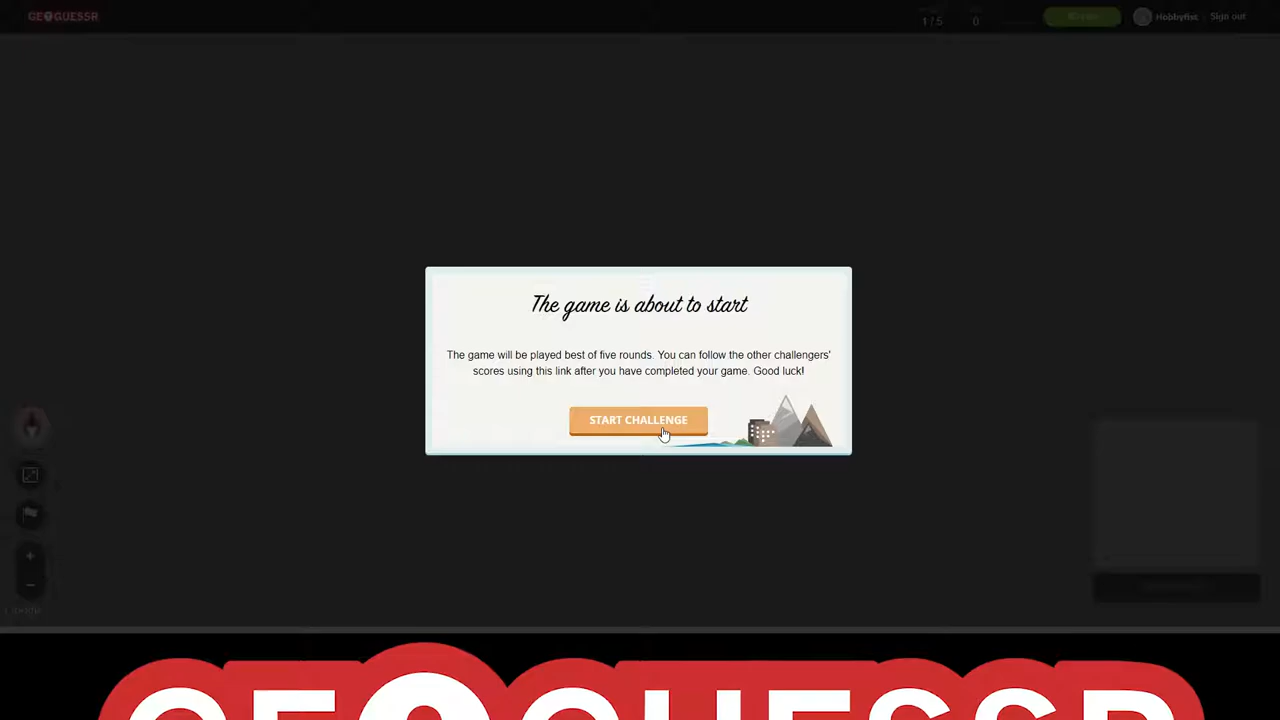 GEOGUESSR
1 / 5
0
Hobbyfist
Sign out
The game is about to start
The game will be played best of five rounds. You can follow the other challengers'
scores using this link after you have completed your game. Good luck!
START CHALLENGE
+
−
GEOGUESSR